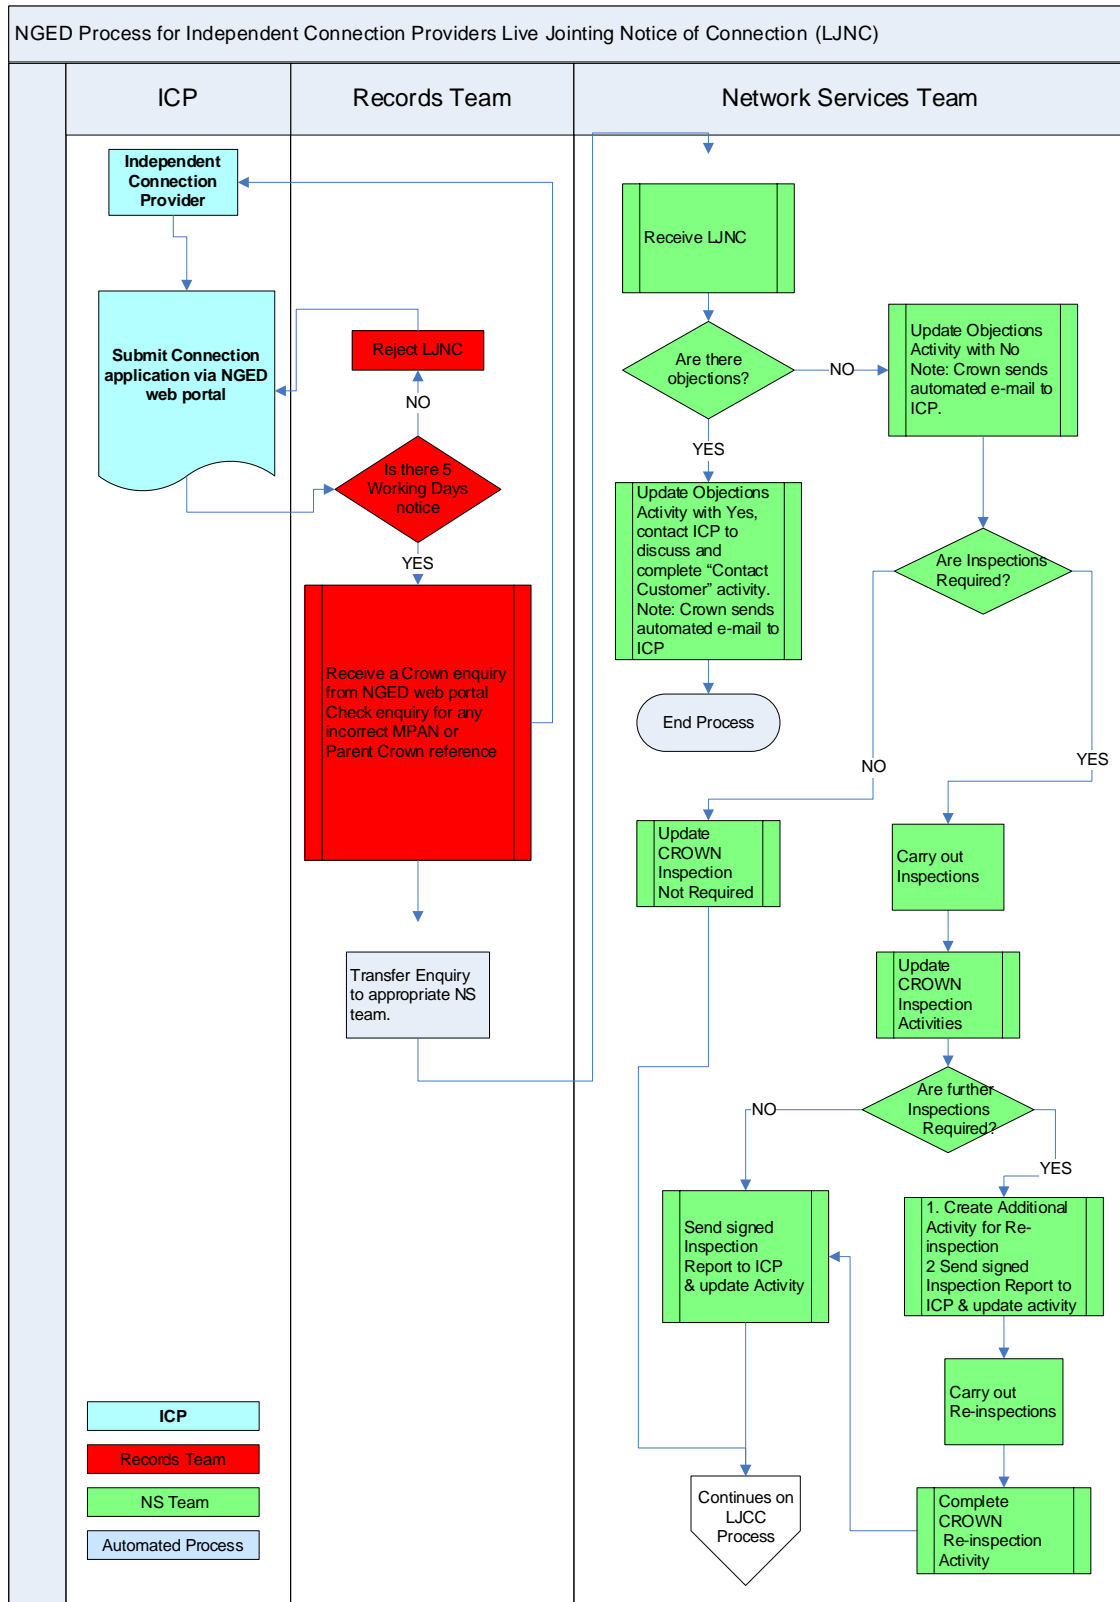 NGED Process for Independent Connection Providers Live Jointing Notice of Connection (LJNC)
ICP
Records Team
Network Services Team
Independent
Connection
Provider
Submit Connection
application via NGED
web portal
Reject LJNC
NO
Is there 5
Working Days
notice
YES
Receive a Crown enquiry
from NGED web portal
Check enquiry for any
incorrect MPAN or
Parent Crown reference
Transfer Enquiry
to appropriate NS
team.
Receive LJNC
Are there
objections?
NO
Update Objections
Activity with No
Note: Crown sends
automated e-mail to
ICP.
YES
Update Objections
Activity with Yes,
contact ICP to
discuss and
complete “Contact
Customer” activity.
Note: Crown sends
automated e-mail to
ICP
End Process
Are Inspections
Required?
NO
YES
Update
CROWN
Inspection
Not Required
Carry out
Inspections
Update
CROWN
Inspection
Activities
Are further
Inspections
Required?
NO
YES
Send signed
Inspection
Report to ICP
& update Activity
1. Create Additional
Activity for Re-
inspection
2 Send signed
Inspection Report to
ICP & update activity
Carry out
Re-inspections
Complete
CROWN
Re-inspection
Activity
Continues on
LJCC
Process
ICP
Records Team
NS Team
Automated Process